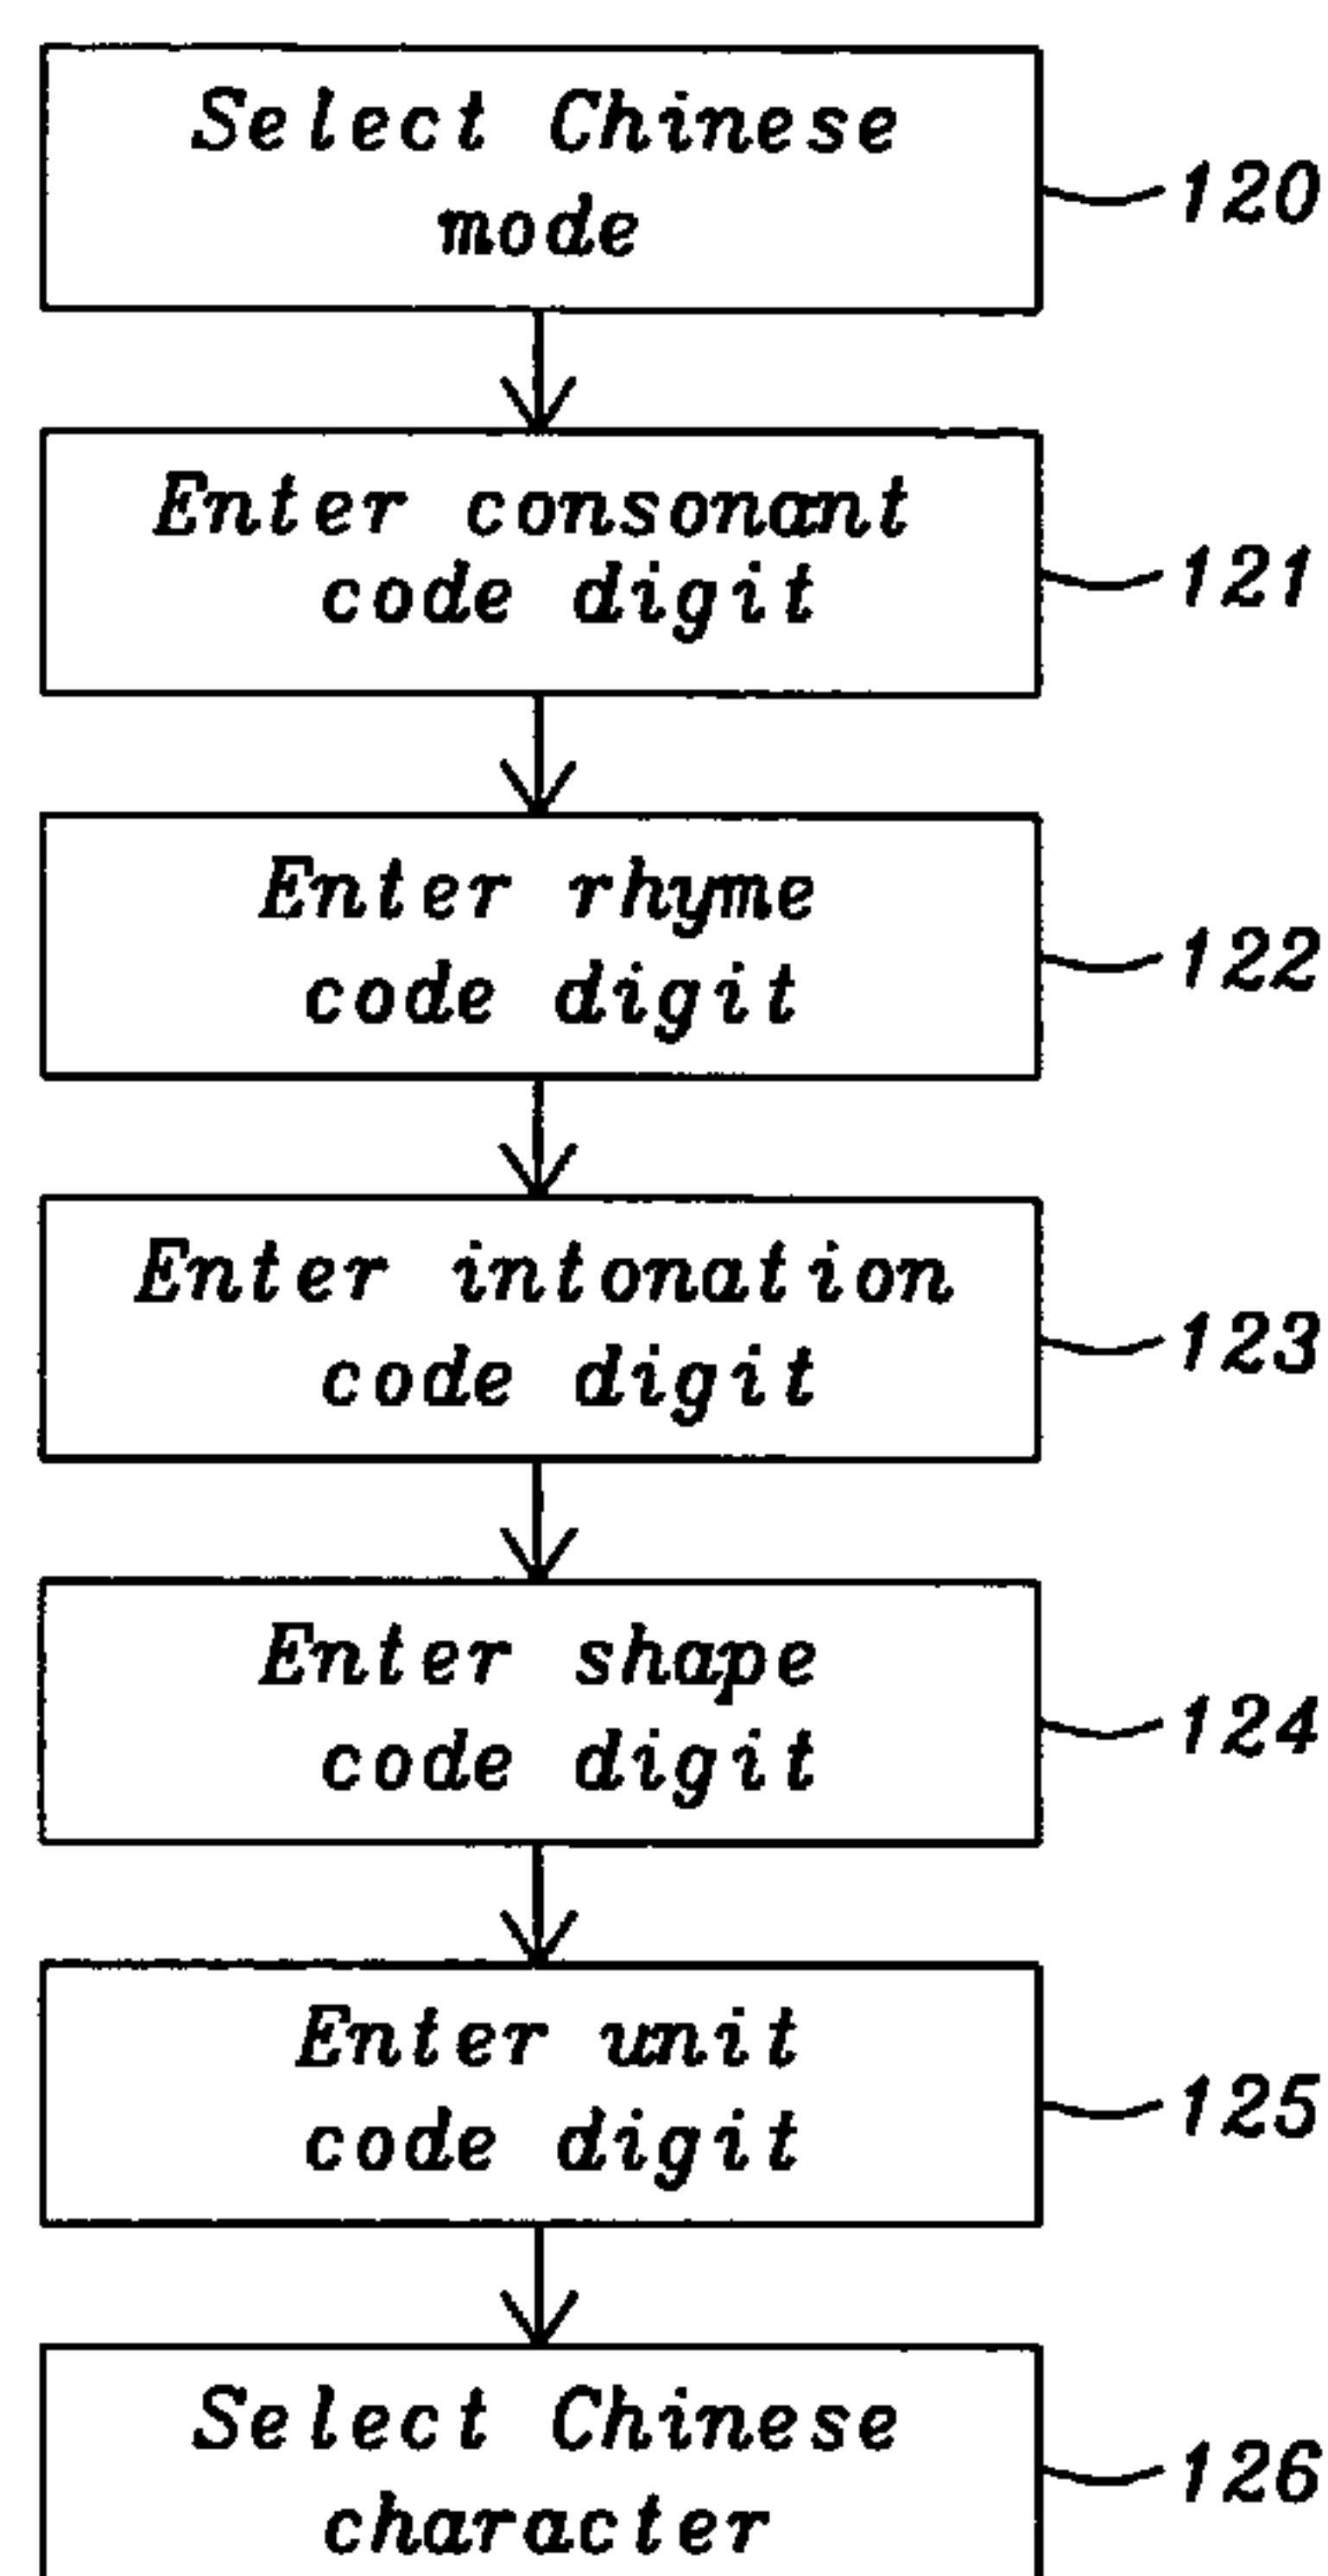 Select Chinese
mode
120
Enter consonant
code digit
121
Enter rhyme
code digit
122
Enter intonation
code digit
123
Enter shape
code digit
124
Enter unit
code digit
125
Select Chinese
character
126